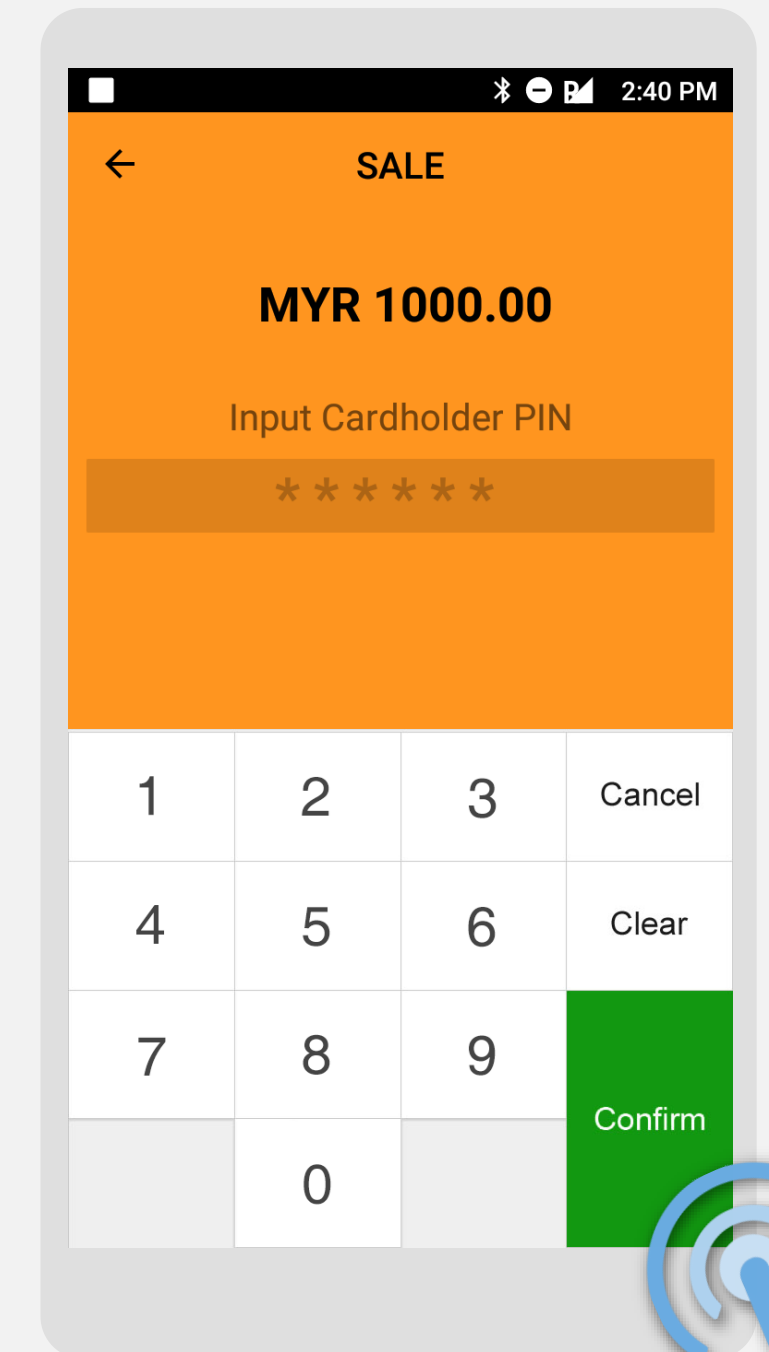 2:40 PM
SALE
MYR 1000.00
Input Cardholder PIN
******
1 2 3 Cancel
4 5 6 Clear
7 8 9
Confirm
0